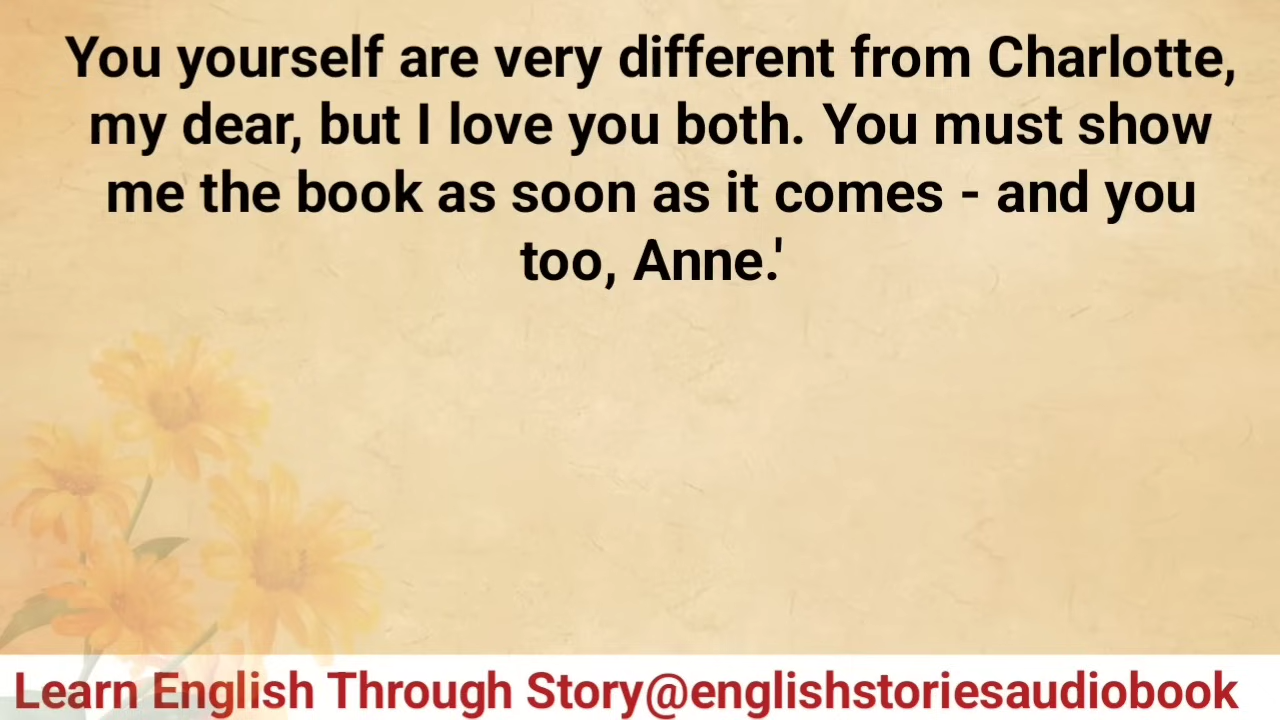 You yourself are very different from Charlotte,
my dear, but I love you both. You must show
me the book as soon as it comes - and you
too, Anne.'
Learn English Through Story@englishstoriesaudiobook